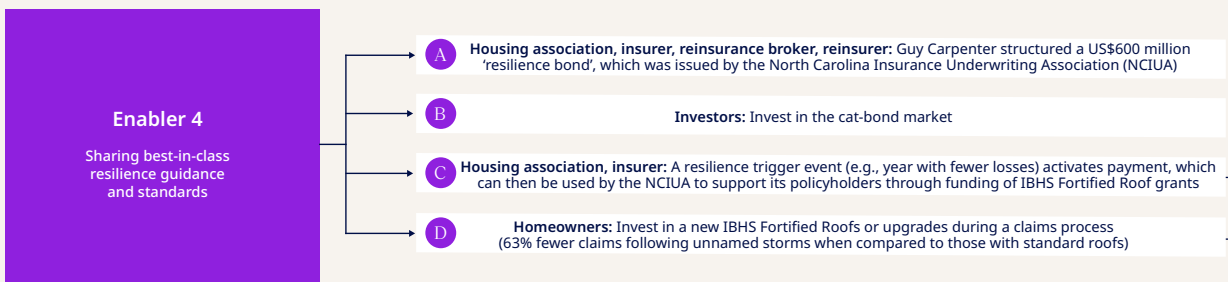 Enabler 4
Sharing best-in-class
resilience guidance
and standards
A
Housing association, insurer, reinsurance broker, reinsurer: Guy Carpenter structured a US$600 million
‘resilience bond’, which was issued by the North Carolina Insurance Underwriting Association (NCIUA)
B
Investors: Invest in the cat-bond market
C
Housing association, insurer: A resilience trigger event (e.g., year with fewer losses) activates payment, which
can then be used by the NCIUA to support its policyholders through funding of IBHS Fortified Roof grants
D
Homeowners: Invest in a new IBHS Fortified Roofs or upgrades during a claims process
(63% fewer claims following unnamed storms when compared to those with standard roofs)